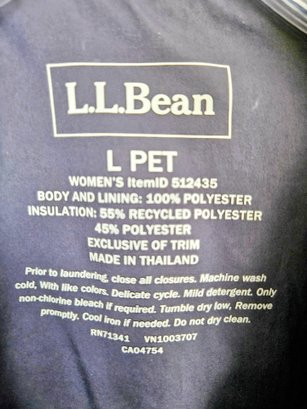 L.L.Bean
L PET
WOMEN'S ItemID 512435
BODY AND LINING: 100% POLYESTER
INSULATION: 55% RECYCLED POLYESTER
45% POLYESTER
EXCLUSIVE OF TRIM
MADE IN THAILAND
Prior to laundering, close all closures. Machine wash
cold, With like colors. Delicate cycle. Mild detergent. Only
non-chlorine bleach if required. Tumble dry low, Remove
promptly. Cool iron if needed. Do not dry clean.
RN71341 VN1003707
CA04754